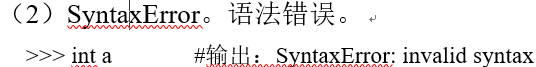 （2）SyntaxError。语法错误。
>>> int a #输出：SyntaxError: invalid syntax